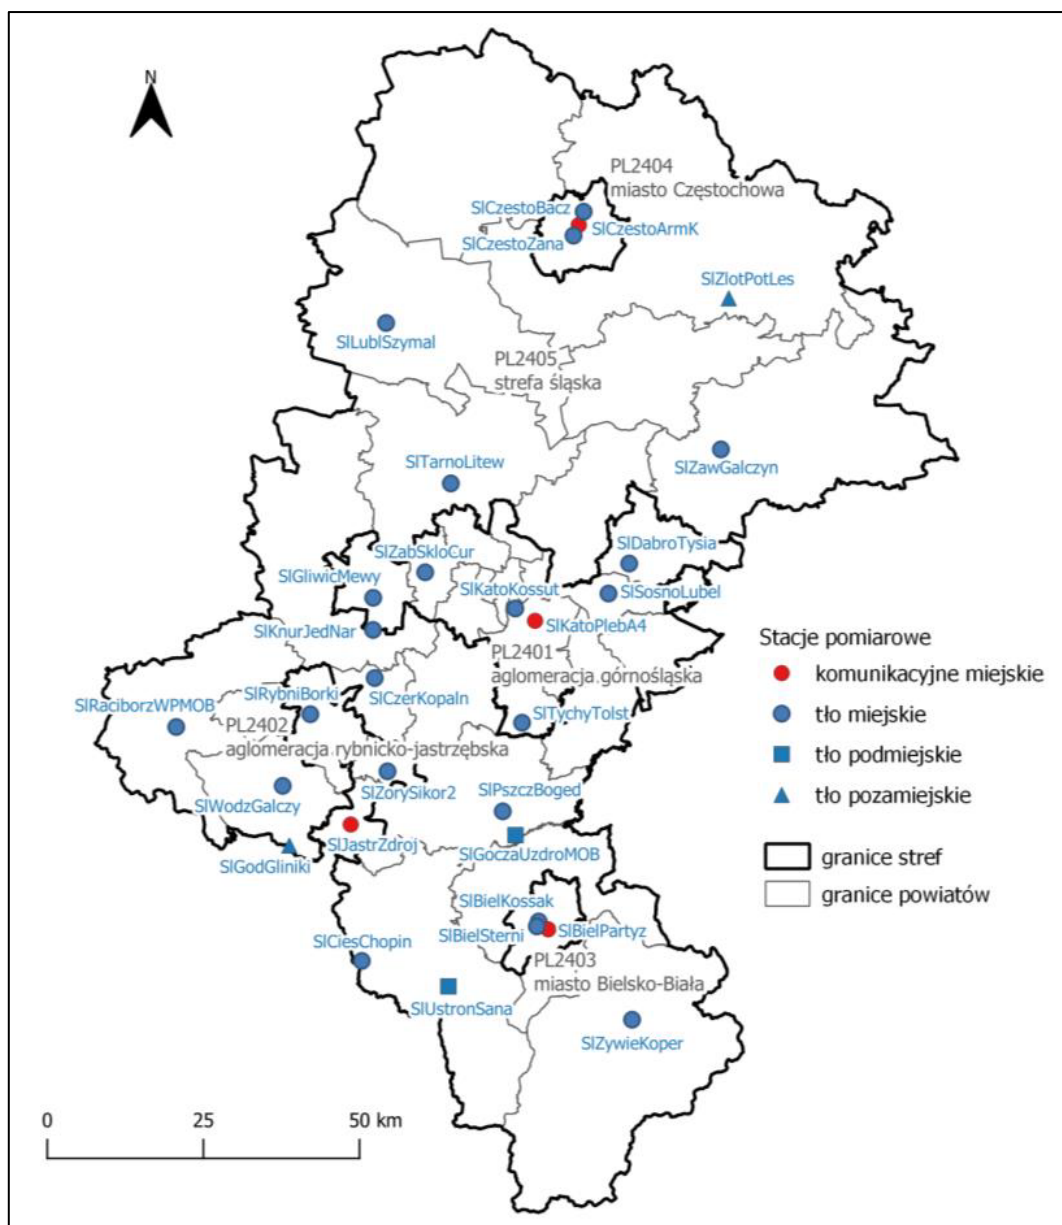 N
PL2404
miasto Częstochowa
SlCzestoBacz
SlCzestoArmK
SlCzestoZana
SlZlotPotLes
SlLublSzymal
PL2405
strefa śląska
SlTarnoLitew
SlZawGalczyn
SlZabSkloCur
SlDabroTysia
SlGliwicMewy
SlKatoKossut
SlSosnoLubel
SlKnurJedNar
SlKatoPlebA4
PL2401
aglomeracja górnośląska
SlCzerKopaln
SlRybniBorki
SlRaciborzWPMOB
SlTychyTolst
PL2402
aglomeracja rybnicko-jastrzębska
SlZorySikor2
SlPszczBoged
SlWodzGalczy
SlJastrZdroj
SlGoczaUzdroMOB
SlGodGliniki
SlBielKossak
SlBielSterni
SlBielPartyz
SlCiesChopin
PL2403
miasto Bielsko-Biała
SlUstronSana
SlZywieKoper
Stacje pomiarowe
komunikacyjne miejskie
tło miejskie
tło podmiejskie
tło pozamiejskie
granice stref
granice powiatów
0 25 50 km